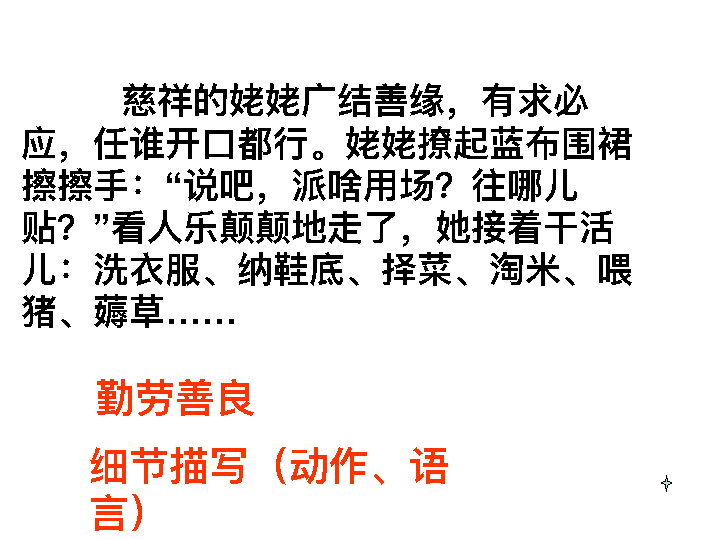 慈祥的姥姥广结善缘，有求必
应，任谁开口都行。姥姥撩起蓝布围裙
擦擦手：“说吧，派啥用场？往哪儿
贴？”看人乐颠颠地走了，她接着干活
儿：洗衣服、纳鞋底、择菜、淘米、喂
猪、薅草……
勤劳善良
细节描写（动作、语
言）